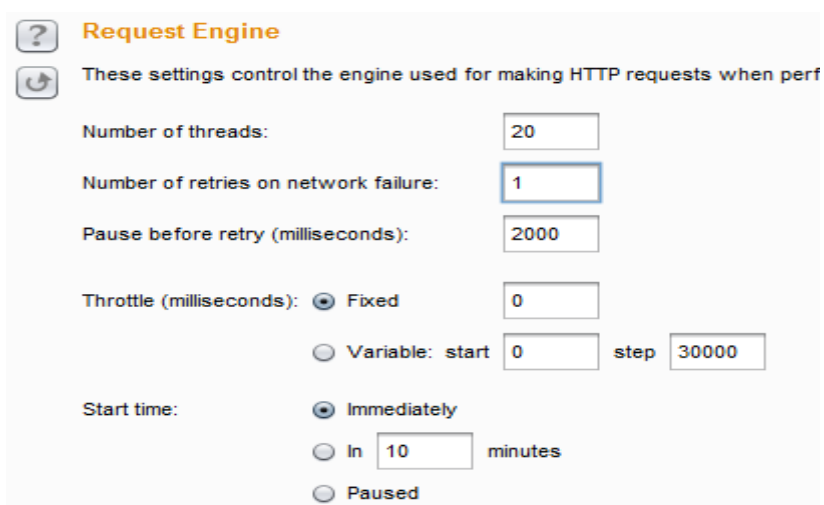 ?
Request Engine
These settings control the engine used for making HTTP requests when perf
Number of threads: 20
Number of retries on network failure: 1
Pause before retry (milliseconds): 2000
Throttle (milliseconds): Fixed 0
Variable: start 0 step 30000
Start time: Immediately
In 10 minutes
Paused